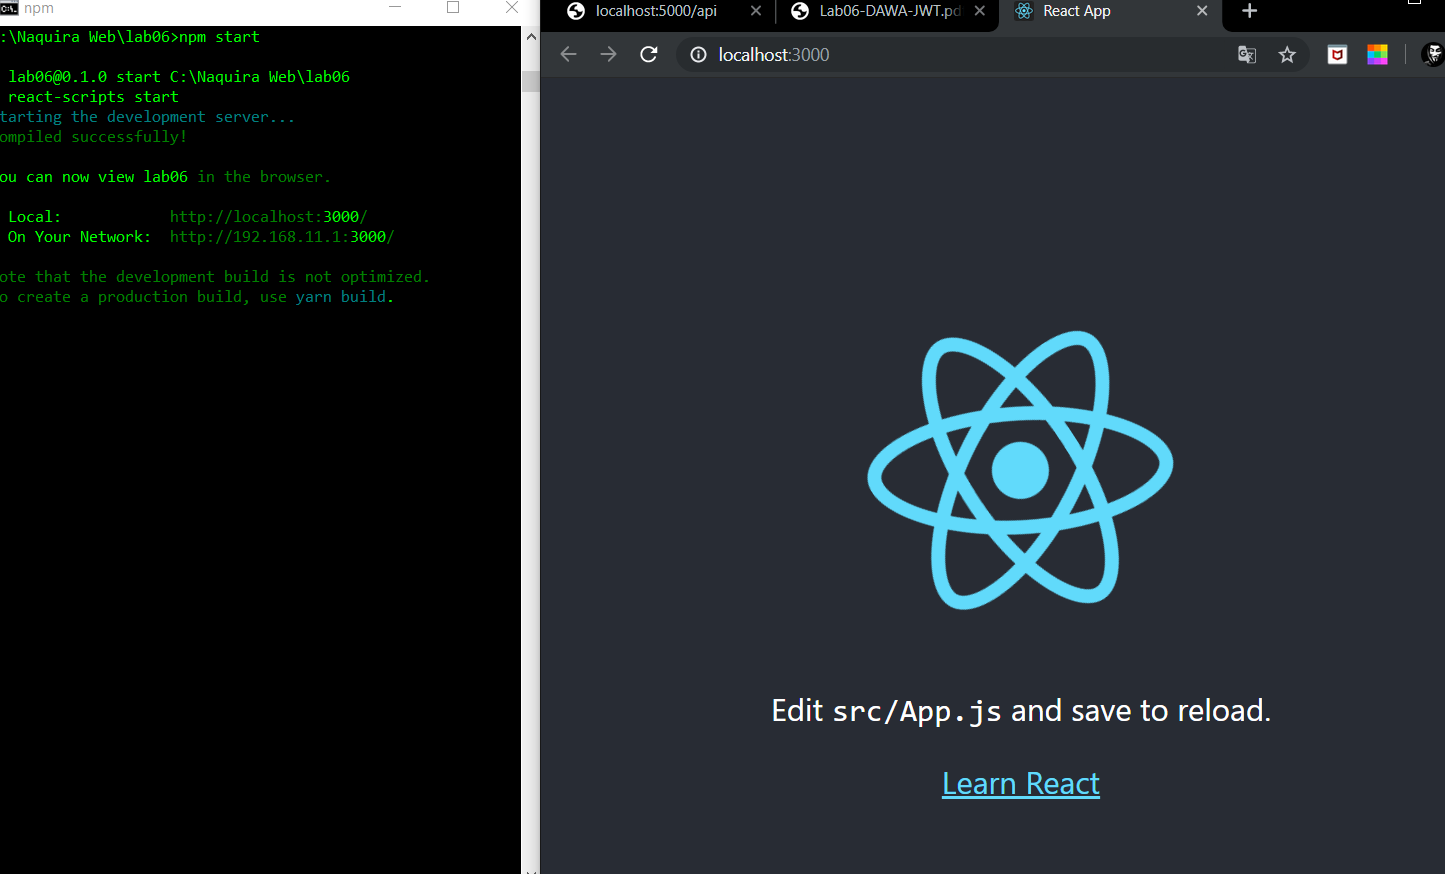 npm
:\Naquira Web\lab06>npm start
lab06@0.1.0 start C:\Naquira Web\lab06
react-scripts start
tarting the development server...
ompiled successfully!
ou can now view lab06 in the browser.
Local: http://localhost:3000/
On Your Network: http://192.168.11.1:3000/
ote that the development build is not optimized.
o create a production build, use yarn build.
localhost:5000/api
Lab06-DAWA-JWT.pd
React App
localhost:3000
Edit src/App.js and save to reload.
Learn React